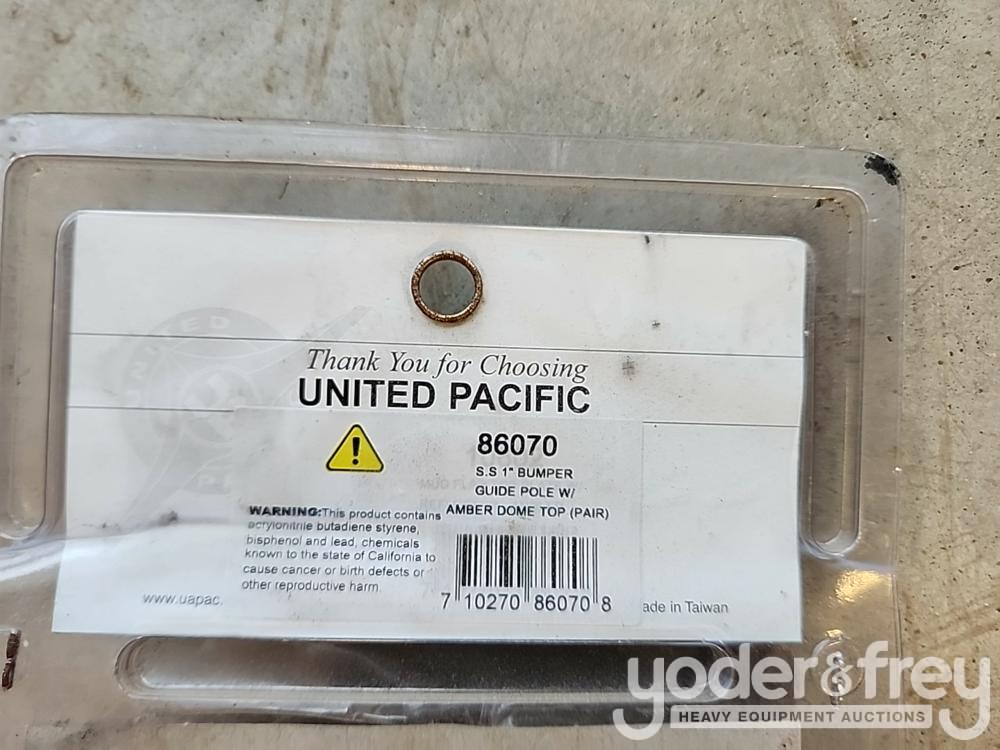 Thank You for Choosing
UNITED PACIFIC
86070
S.S 1" BUMPER
GUIDE POLE W/
AMBER DOME TOP (PAIR)
WARNING:This product contains
acrylonitrile butadiene styrene,
bisphenol and lead, chemicals
known to the state of California to
cause cancer or birth defects or
other reproductive harm.
7 10270 86070 8
www.uapac.
ade in Taiwan
yoder&frey
HEAVY EQUIPMENT AUCTIONS